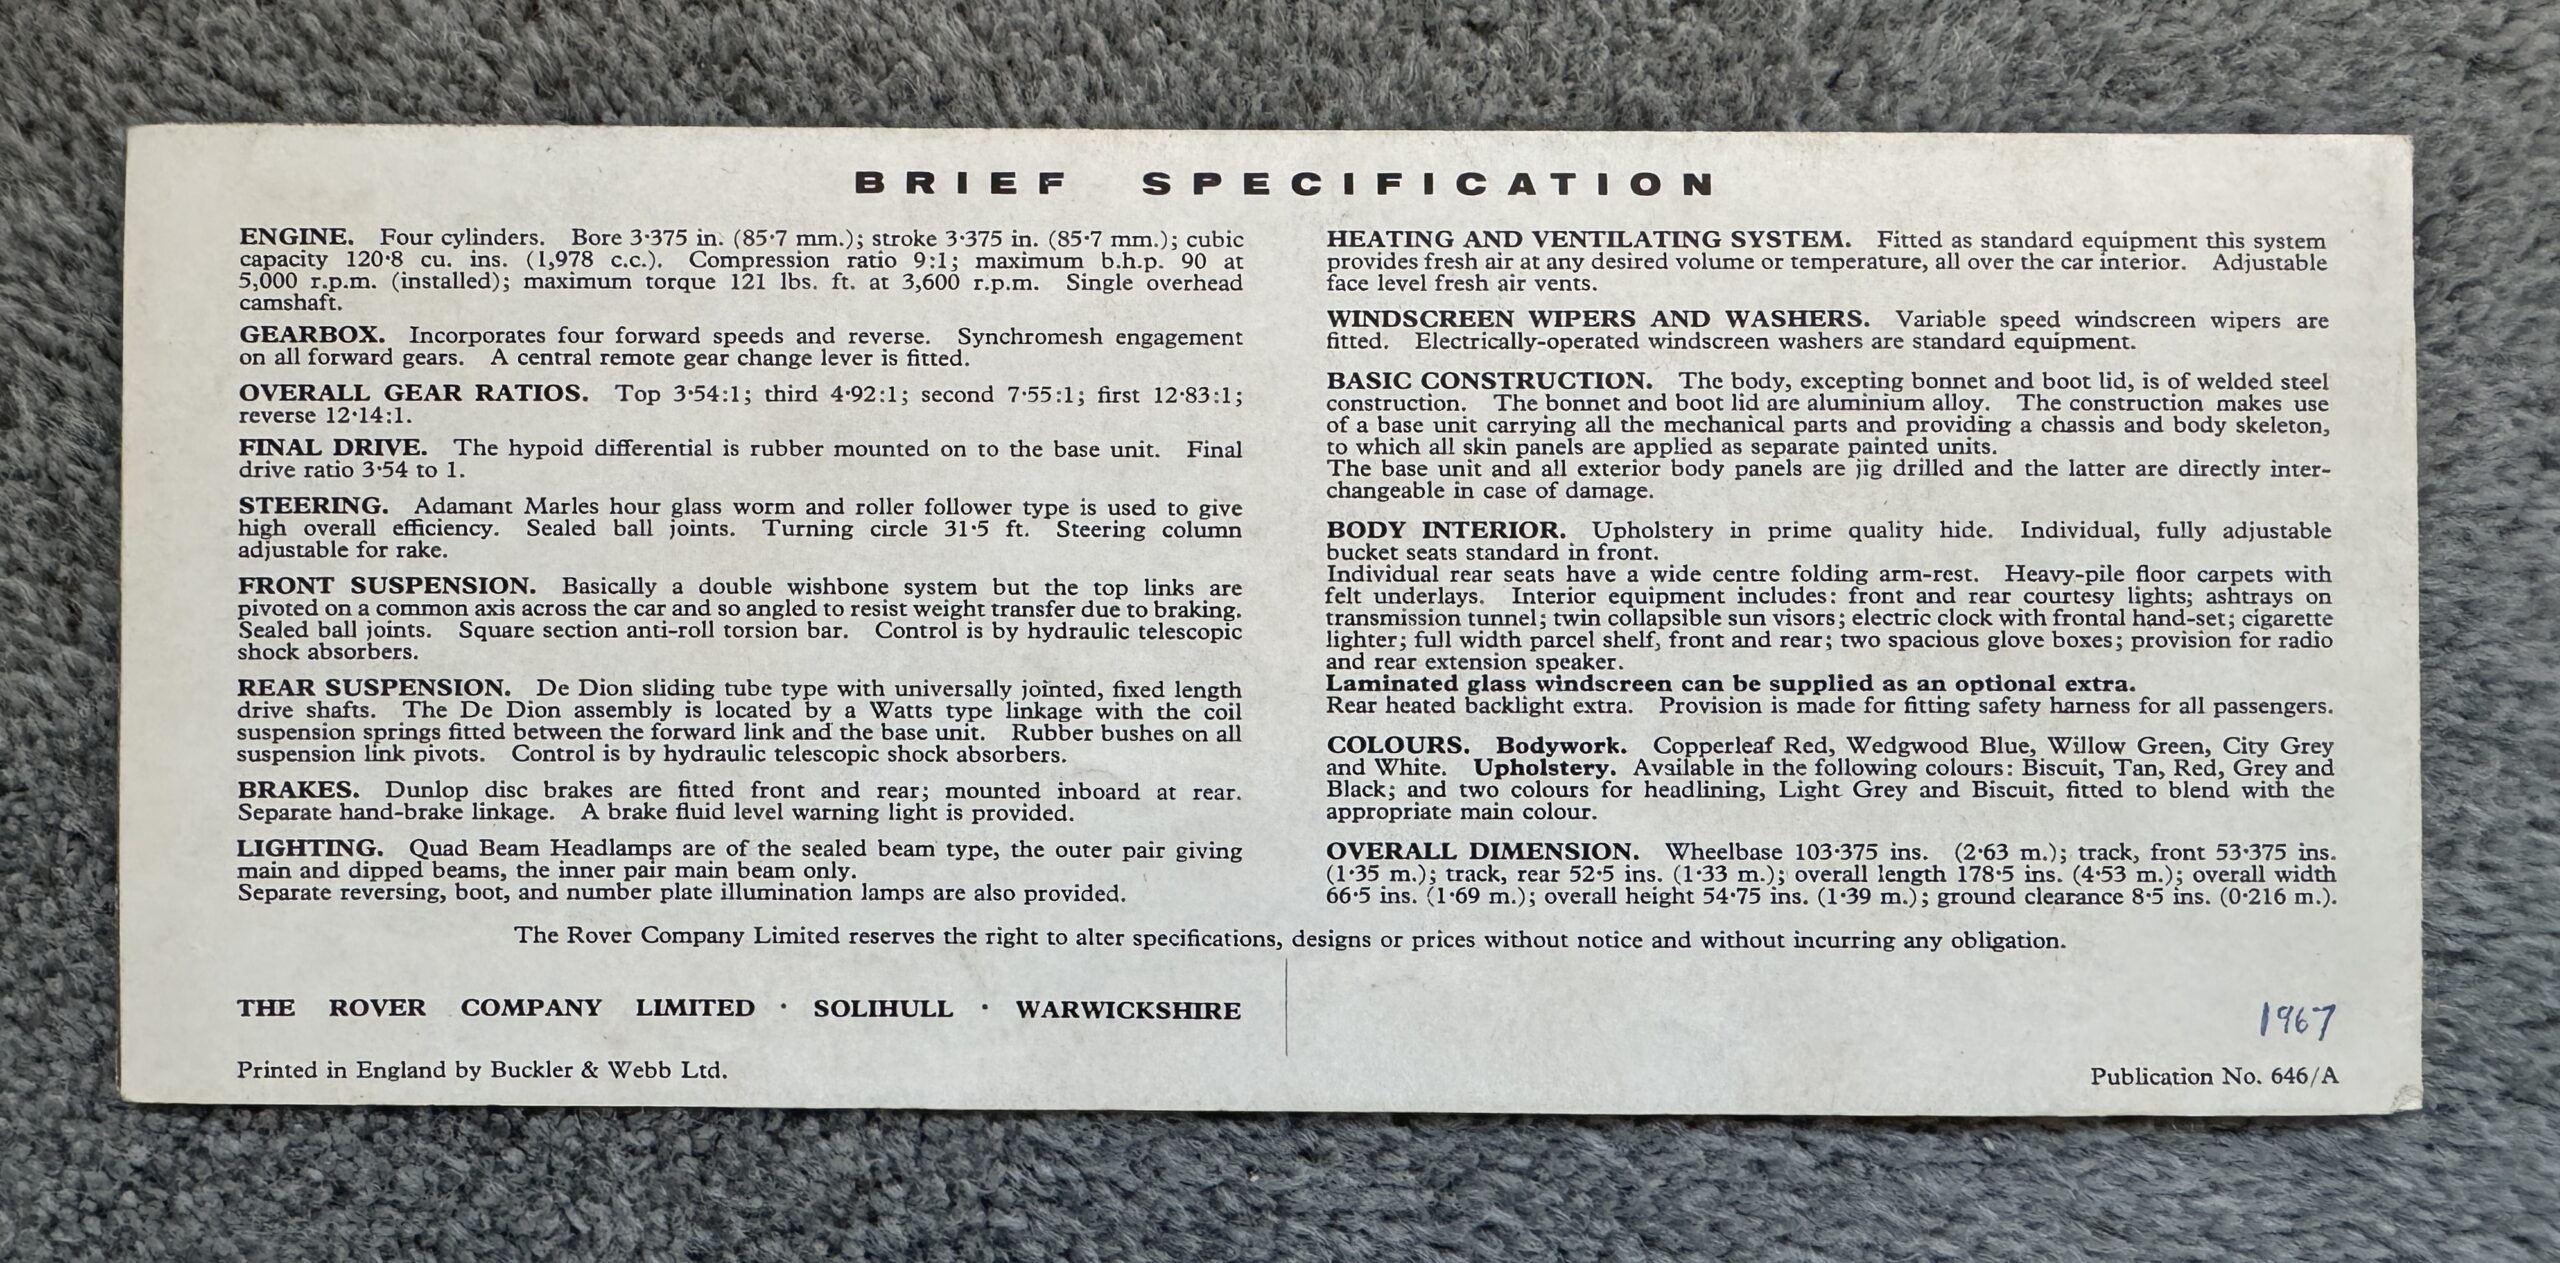 BRIEF SPECIFICATION
ENGINE. Four cylinders. Bore 3·375 in. (85·7 mm.); stroke 3·375 in. (85·7 mm.); cubic
capacity 120·8 cu. ins. (1,978 c.c.). Compression ratio 9:1; maximum b.h.p. 90 at
5,000 r.p.m. (installed); maximum torque 121 lbs. ft. at 3,600 r.p.m. Single overhead
camshaft.
GEARBOX. Incorporates four forward speeds and reverse. Synchromesh engagement
on all forward gears. A central remote gear change lever is fitted.
OVERALL GEAR RATIOS. Top 3·54:1; third 4·92:1; second 7·55:1; first 12·83:1;
reverse 12·14:1.
FINAL DRIVE. The hypoid differential is rubber mounted on to the base unit. Final
drive ratio 3·54 to 1.
STEERING. Adamant Marles hour glass worm and roller follower type is used to give
high overall efficiency. Sealed ball joints. Turning circle 31·5 ft. Steering column
adjustable for rake.
FRONT SUSPENSION. Basically a double wishbone system but the top links are
pivoted on a common axis across the car and so angled to resist weight transfer due to braking.
Sealed ball joints. Square section anti-roll torsion bar. Control is by hydraulic telescopic
shock absorbers.
REAR SUSPENSION. De Dion sliding tube type with universally jointed, fixed length
drive shafts. The De Dion assembly is located by a Watts type linkage with the coil
suspension springs fitted between the forward link and the base unit. Rubber bushes on all
suspension link pivots. Control is by hydraulic telescopic shock absorbers.
BRAKES. Dunlop disc brakes are fitted front and rear; mounted inboard at rear.
Separate hand-brake linkage. A brake fluid level warning light is provided.
LIGHTING. Quad Beam Headlamps are of the sealed beam type, the outer pair giving
main and dipped beams, the inner pair main beam only.
Separate reversing, boot, and number plate illumination lamps are also provided.
HEATING AND VENTILATING SYSTEM. Fitted as standard equipment this system
provides fresh air at any desired volume or temperature, all over the car interior. Adjustable
face level fresh air vents.
WINDSCREEN WIPERS AND WASHERS. Variable speed windscreen wipers are
fitted. Electrically-operated windscreen washers are standard equipment.
BASIC CONSTRUCTION. The body, excepting bonnet and boot lid, is of welded steel
construction. The bonnet and boot lid are aluminium alloy. The construction makes use
of a base unit carrying all the mechanical parts and providing a chassis and body skeleton,
to which all skin panels are applied as separate painted units.
The base unit and all exterior body panels are jig drilled and the latter are directly inter-
changeable in case of damage.
BODY INTERIOR. Upholstery in prime quality hide. Individual, fully adjustable
bucket seats standard in front.
Individual rear seats have a wide centre folding arm-rest. Heavy-pile floor carpets with
felt underlays. Interior equipment includes: front and rear courtesy lights; ashtrays on
transmission tunnel; twin collapsible sun visors; electric clock with frontal hand-set; cigarette
lighter; full width parcel shelf, front and rear; two spacious glove boxes; provision for radio
and rear extension speaker.
Laminated glass windscreen can be supplied as an optional extra.
Rear heated backlight extra. Provision is made for fitting safety harness for all passengers.
COLOURS. Bodywork. Copperleaf Red, Wedgwood Blue, Willow Green, City Grey
and White. Upholstery. Available in the following colours: Biscuit, Tan, Red, Grey and
Black; and two colours for headlining, Light Grey and Biscuit, fitted to blend with the
appropriate main colour.
OVERALL DIMENSION. Wheelbase 103·375 ins. (2·63 m.); track, front 53·375 ins.
(1·35 m.); track, rear 52·5 ins. (1·33 m.); overall length 178·5 ins. (4·53 m.); overall width
66·5 ins. (1·69 m.); overall height 54·75 ins. (1·39 m.); ground clearance 8·5 ins. (0·216 m.).
The Rover Company Limited reserves the right to alter specifications, designs or prices without notice and without incurring any obligation.
THE ROVER COMPANY LIMITED · SOLIHULL · WARWICKSHIRE
1967
Printed in England by Buckler & Webb Ltd.
Publication No. 646/A